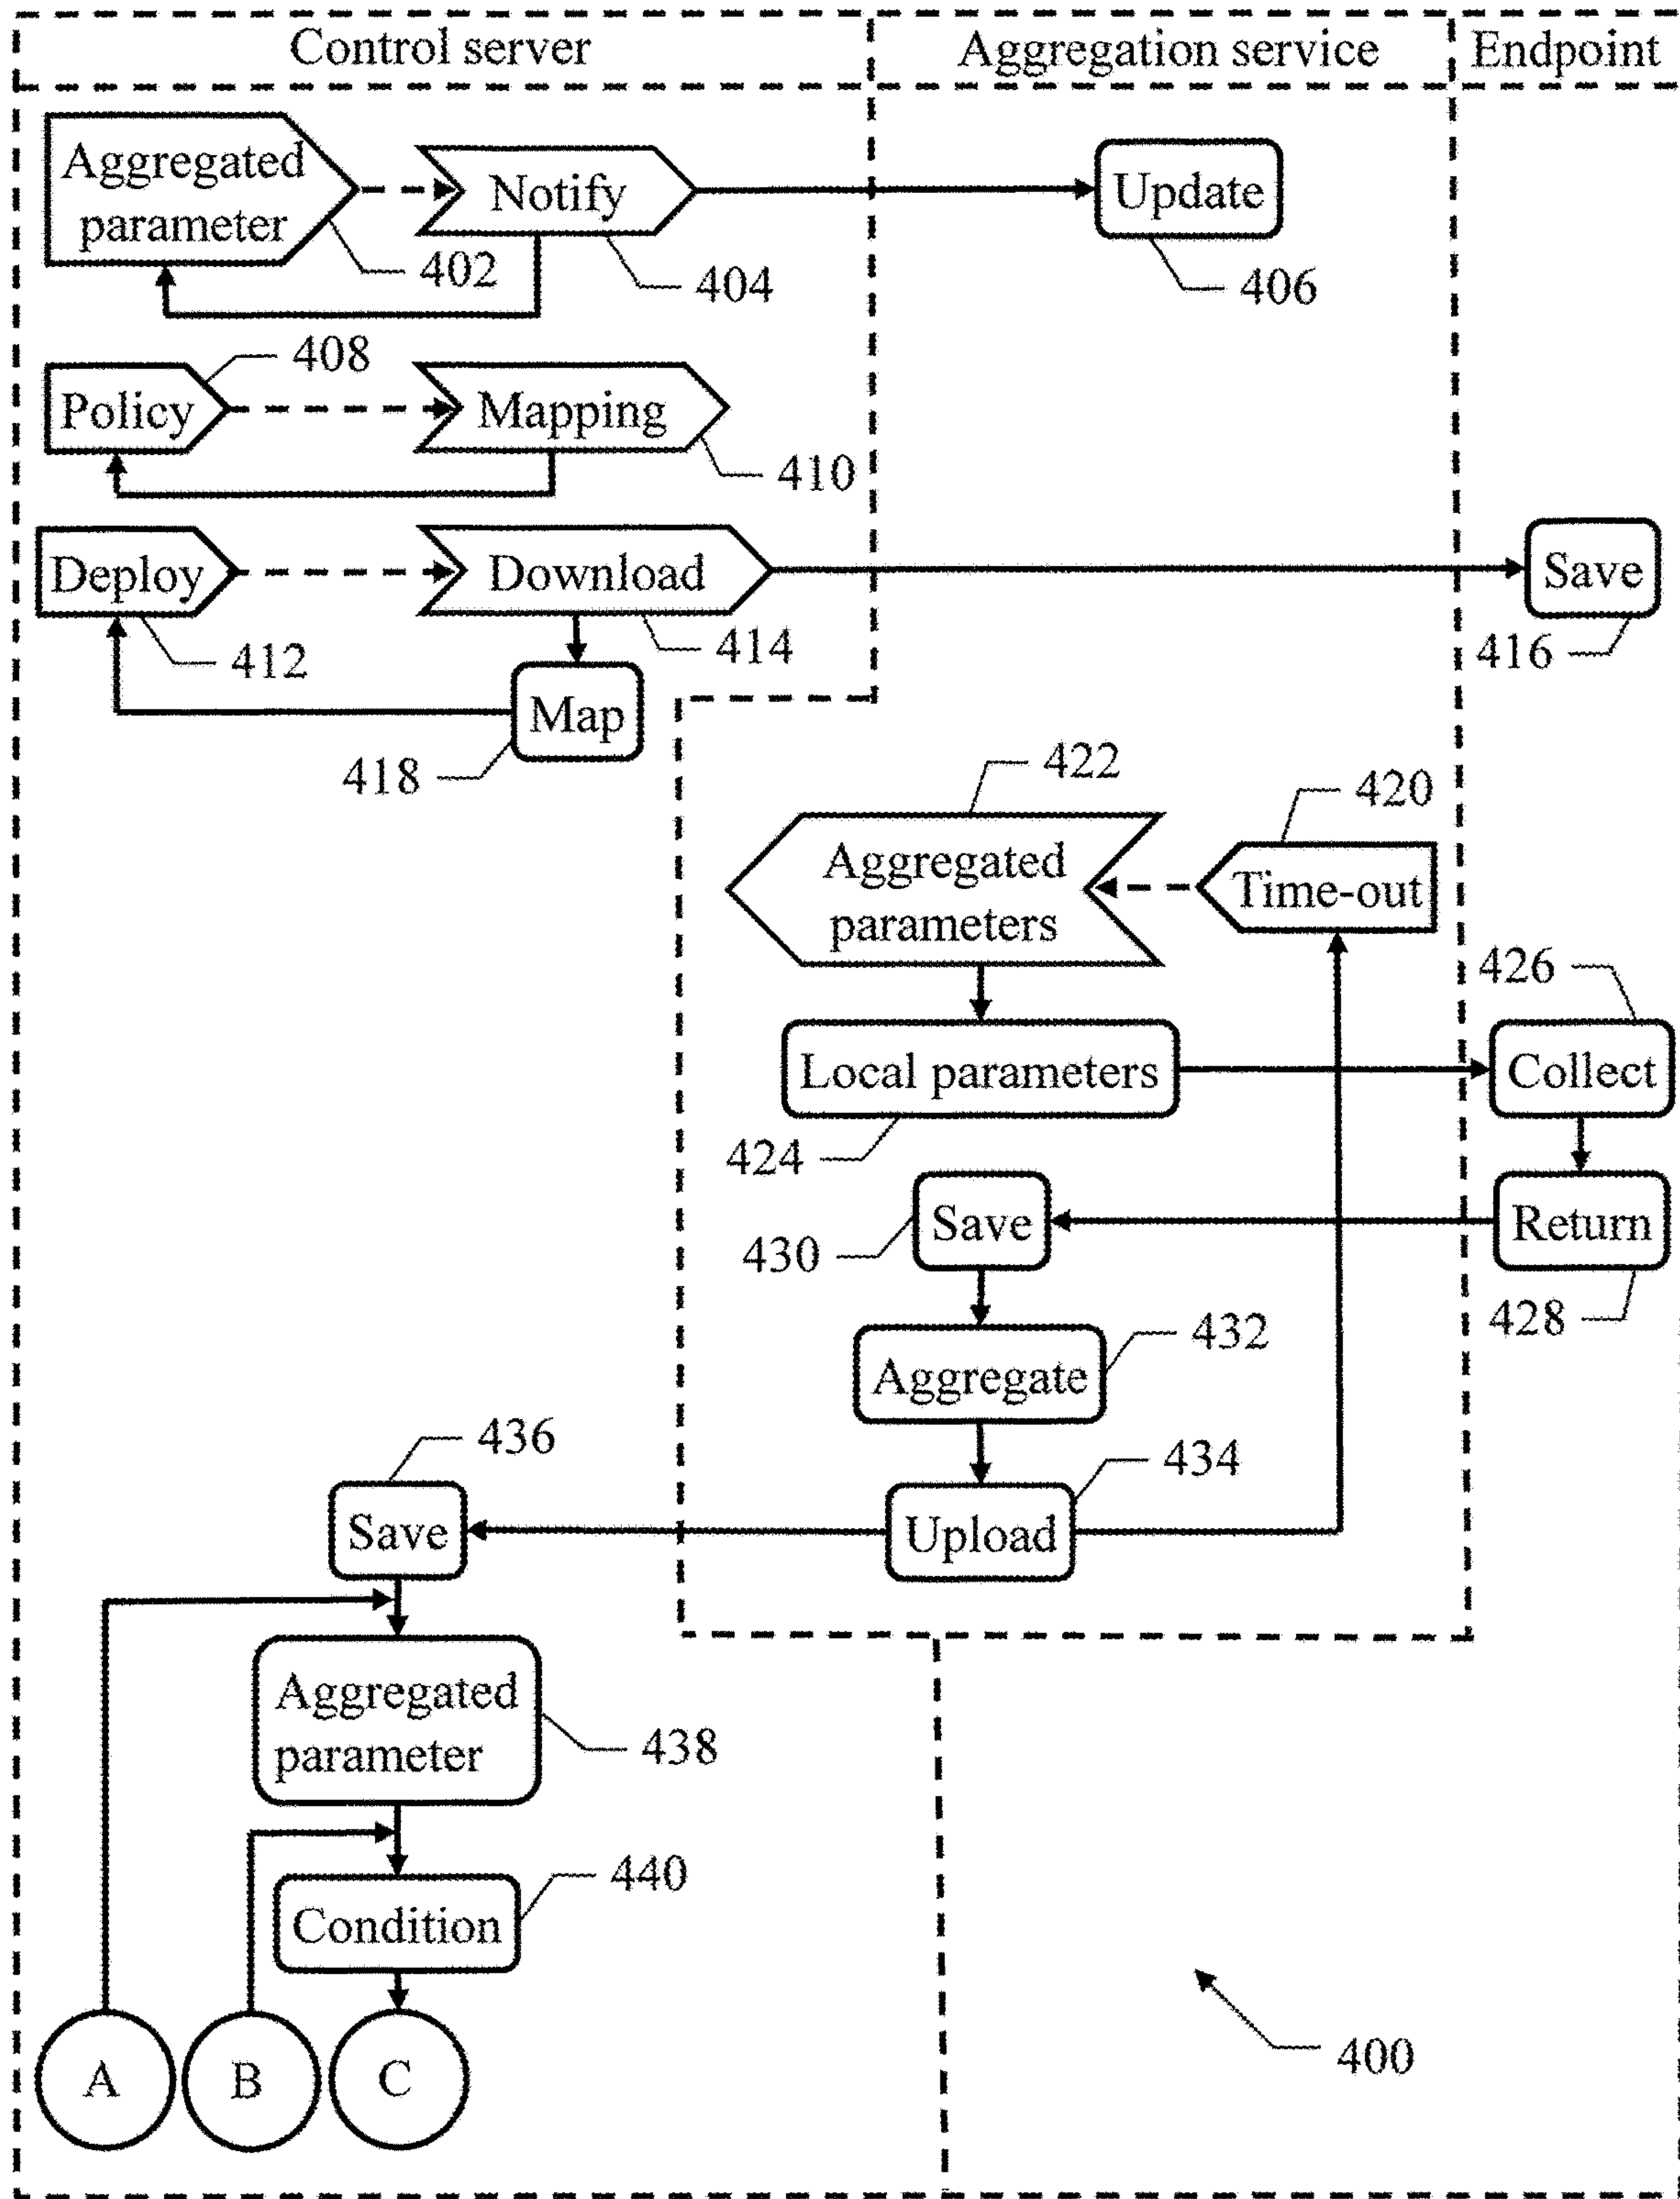 Control server
Aggregation service
Endpoint
Aggregated
parameter
402
Notify
404
Update
406
408
Policy
Mapping
410
Deploy
412
Download
414
Save
416
Map
418
422
420
Aggregated
parameters
Time-out
426
Local parameters
424
Collect
Save
430
Return
428
432
Aggregate
436
434
Save
Upload
Aggregated
parameter
438
440
Condition
400
A
B
C